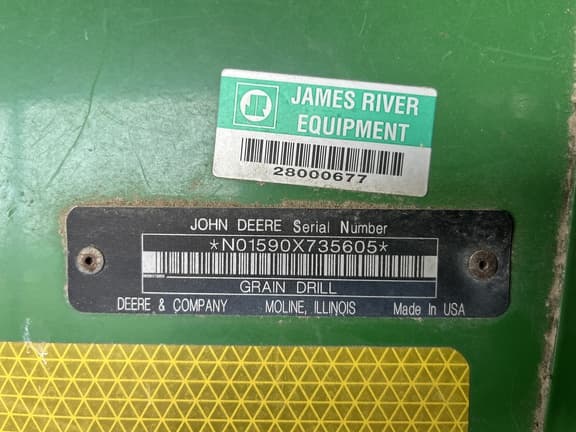 JAMES RIVER
EQUIPMENT
28000677
JOHN DEERE Serial Number
*N01590X735605*
GRAIN DRILL
DEERE & COMPANY MOLINE, ILLINOIS Made In USA